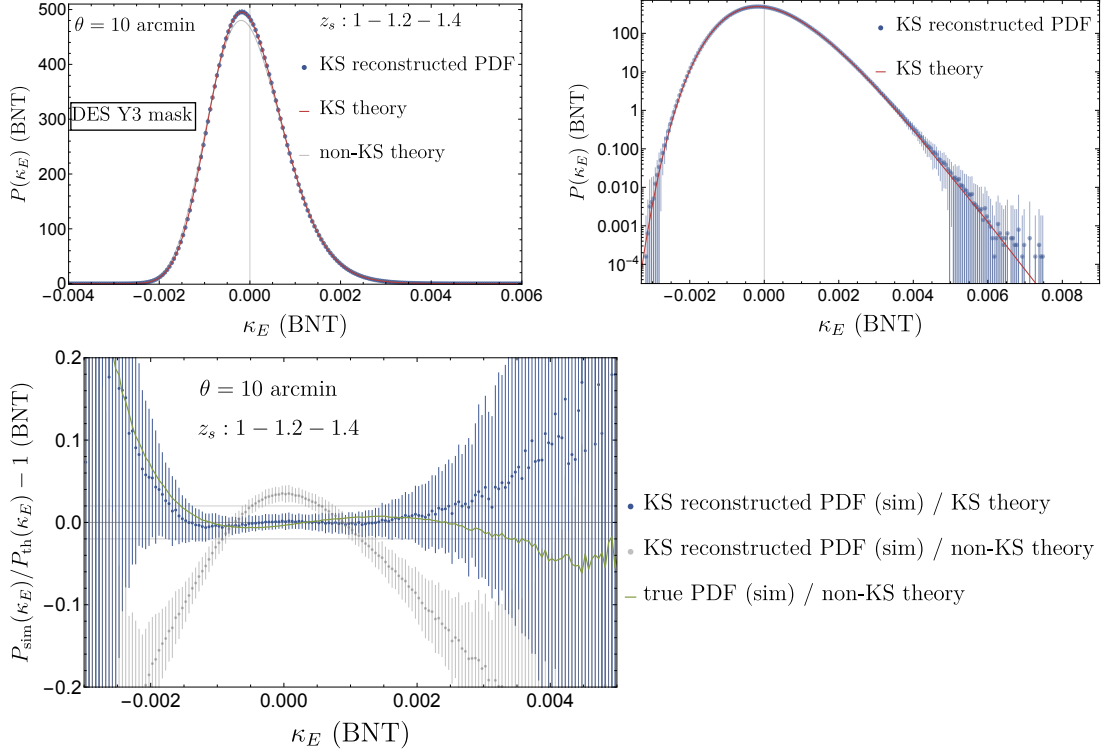 θ = 10 arcmin
z_s : 1 − 1.2 − 1.4
KS reconstructed PDF
KS theory
non-KS theory
DES Y3 mask
P(κ_E) (BNT)
500
400
300
200
100
0
−0.004
−0.002
0.000
0.002
0.004
0.006
κ_E (BNT)
KS reconstructed PDF
KS theory
P(κ_E) (BNT)
100
10
1
0.100
0.010
0.001
10⁻⁴
−0.002
0.000
0.002
0.004
0.006
0.008
κ_E (BNT)
θ = 10 arcmin
z_s : 1 − 1.2 − 1.4
P_sim(κ_E)/P_th(κ_E) − 1 (BNT)
0.2
0.1
0.0
−0.1
−0.2
−0.002
0.000
0.002
0.004
κ_E (BNT)
KS reconstructed PDF (sim) / KS theory
KS reconstructed PDF (sim) / non-KS theory
true PDF (sim) / non-KS theory